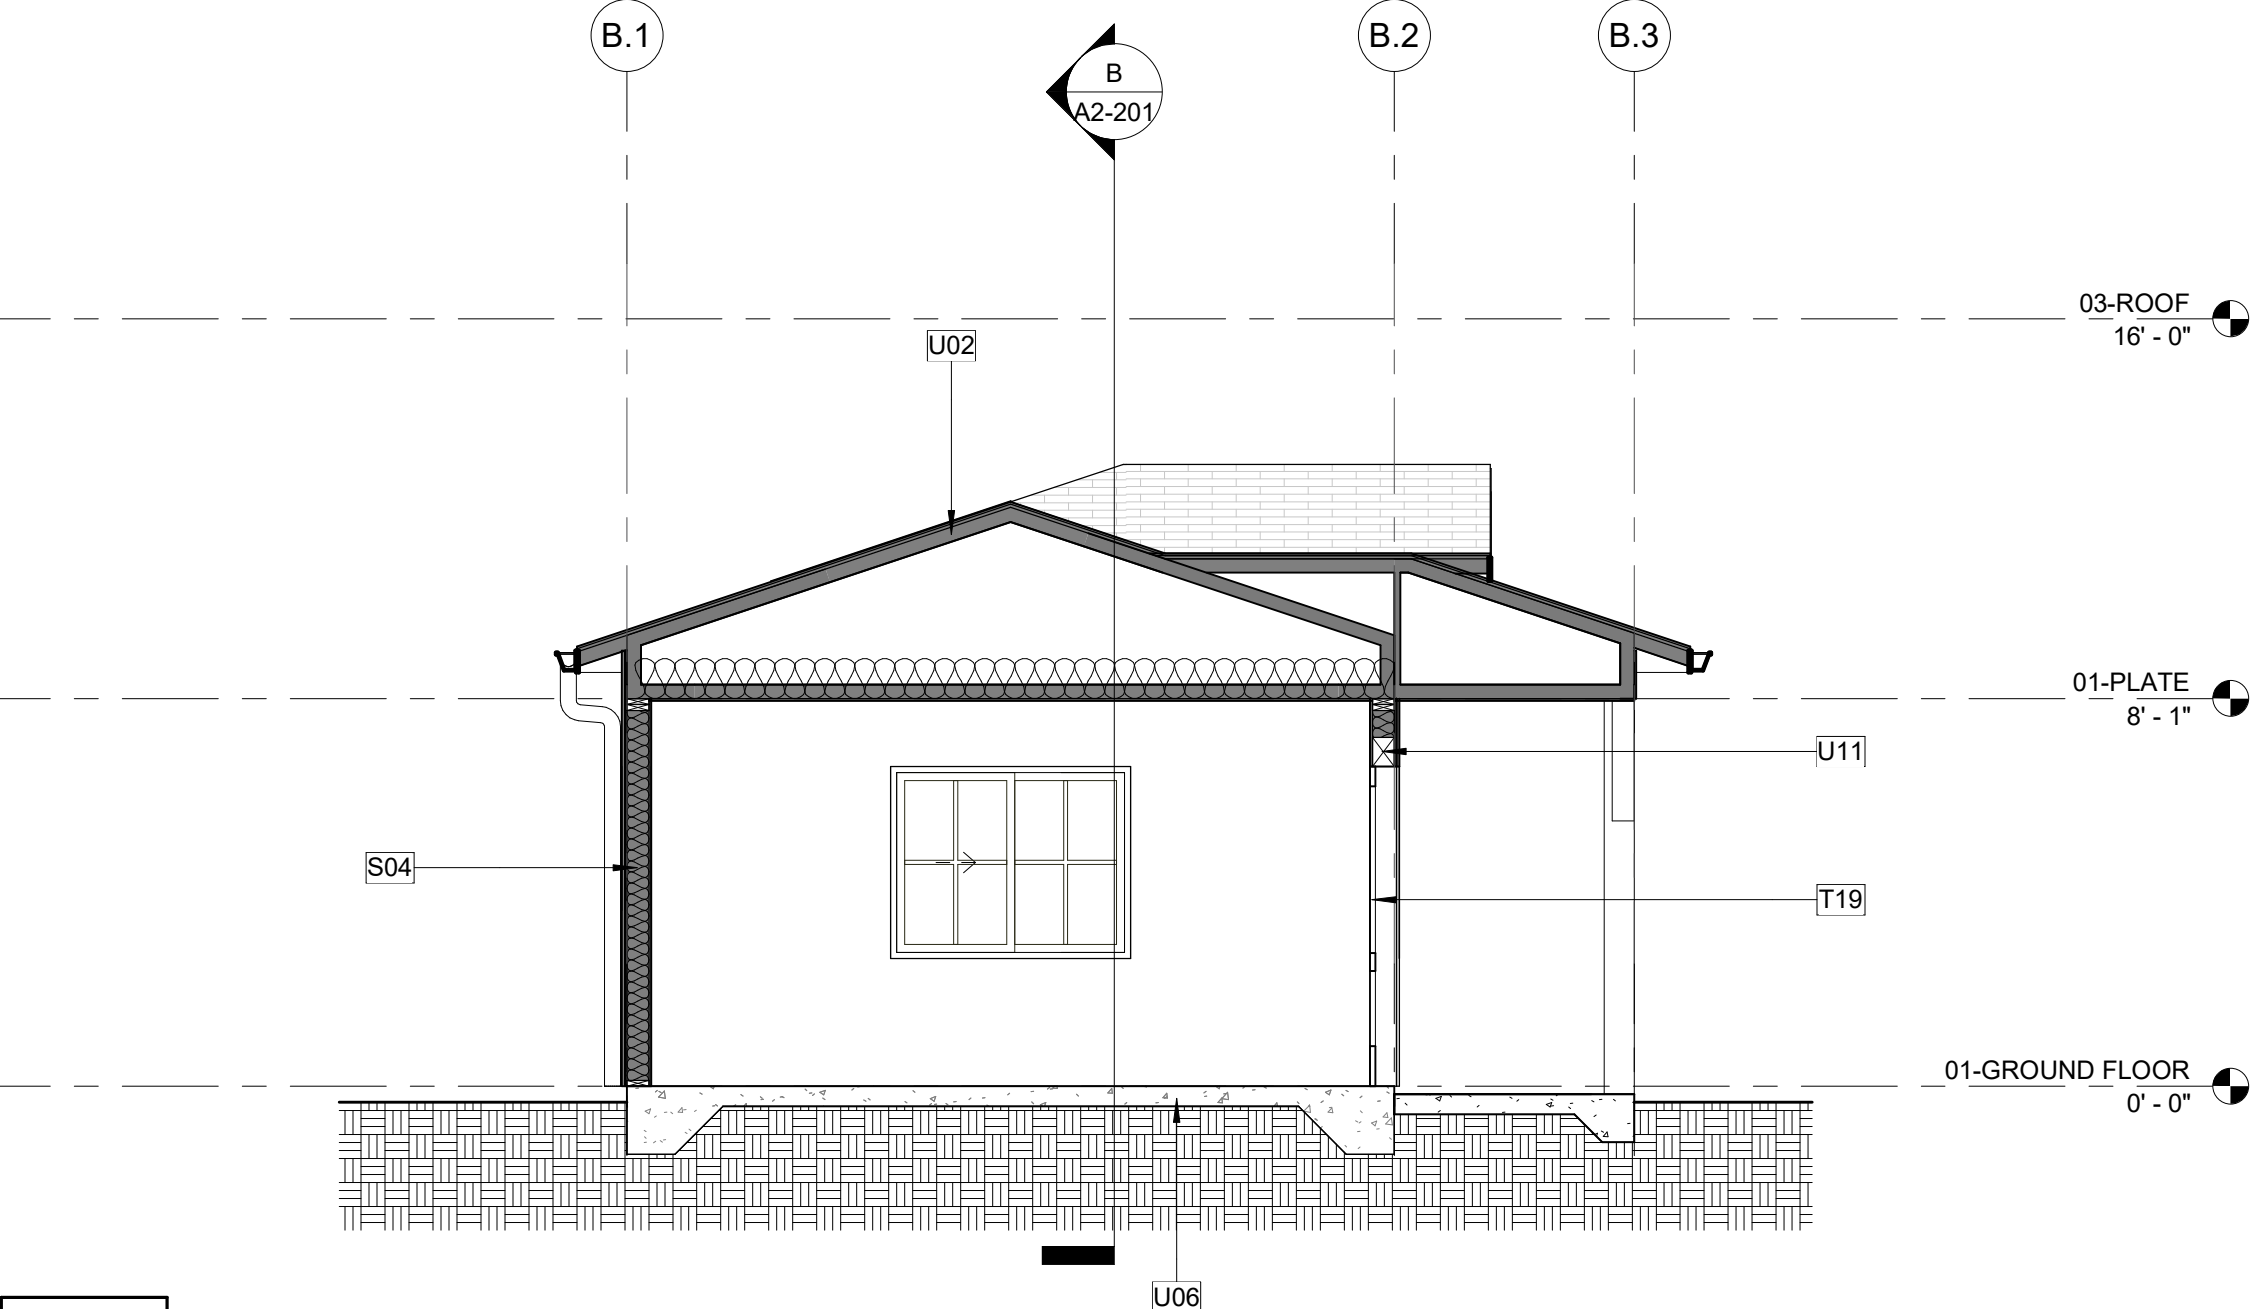 B.1
B
A2-201
B.2
B.3
03-ROOF
16' - 0"
U02
01-PLATE
8' - 1"
U11
S04
T19
01-GROUND FLOOR
0' - 0"
U06